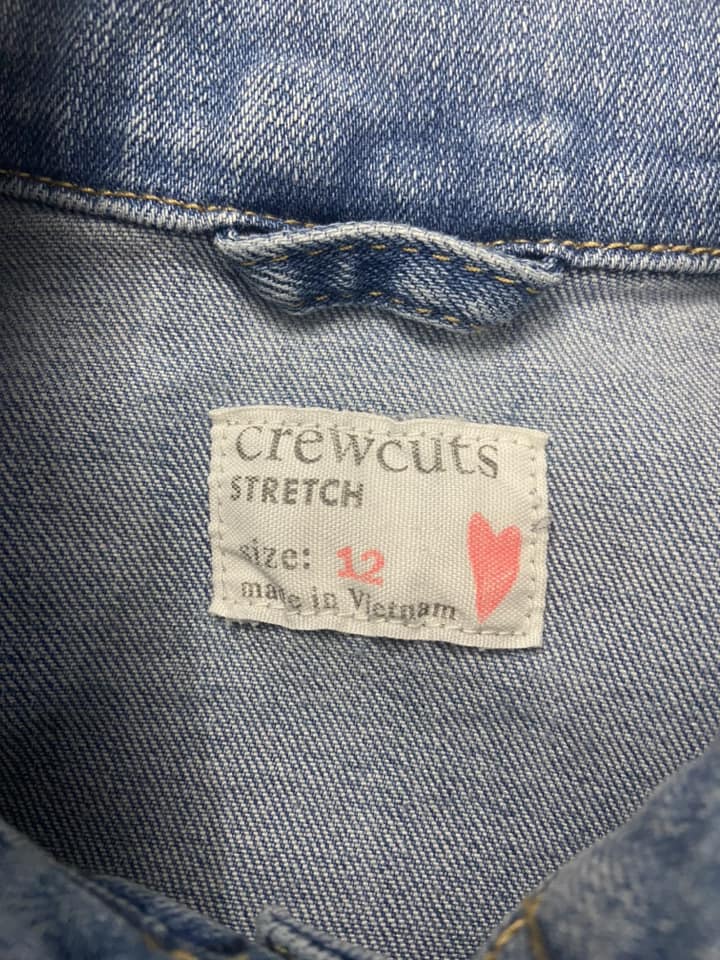 crewcuts
STRETCH
size: 12
made in Vietnam